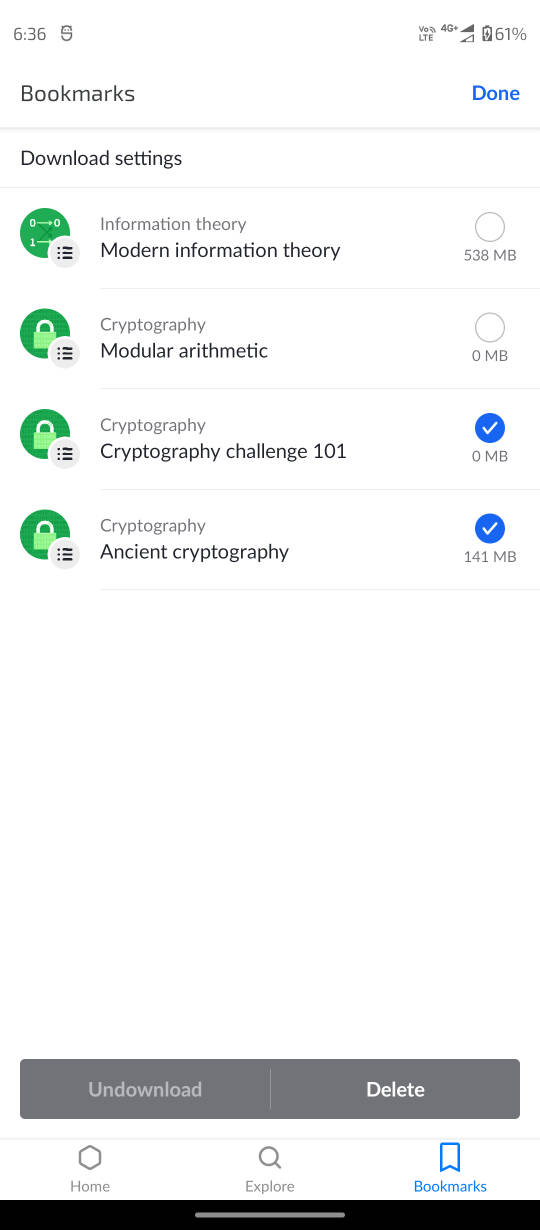 6:36 Vo LTE 4G+ 61%
Bookmarks Done
Download settings
0 0
1
Information theory
Modern information theory
538 MB
Cryptography
Modular arithmetic
0 MB
Cryptography
Cryptography challenge 101
0 MB
Cryptography
Ancient cryptography
141 MB
Undownload Delete
Home Explore Bookmarks